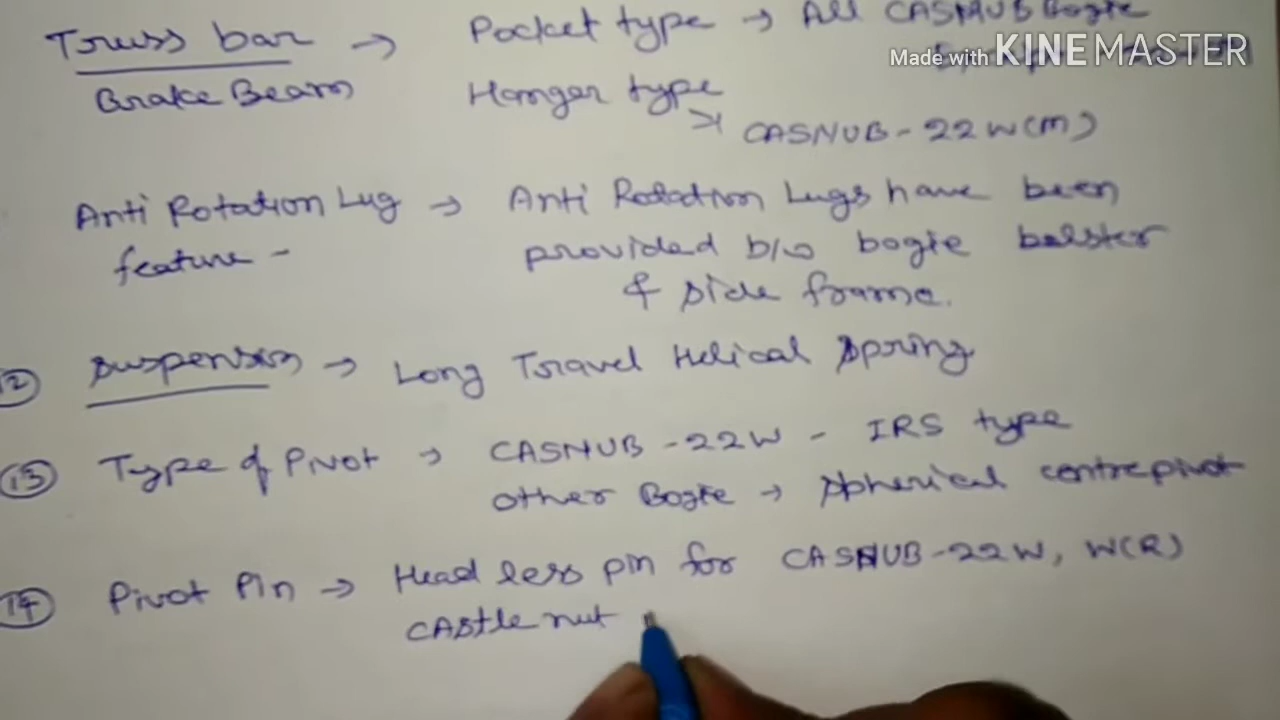 Truss bar → Pocket type → All CASNUB Bogie
Made with KINEMASTER
Brake Beam Hanger type
→ CASNUB - 22 W(M)
Anti Rotation Lug → Anti Rotation Lugs have been
feature - provided b/w bogie bolster
& side frame.
12 Suspension → Long Travel Helical Spring
13 Type of Pivot → CASNUB - 22W - IRS type
other Bogie → Spherical centre pivot
14 Pivot Pin → Head less pin for CASNUB-22W, W(R)
CAstle nut